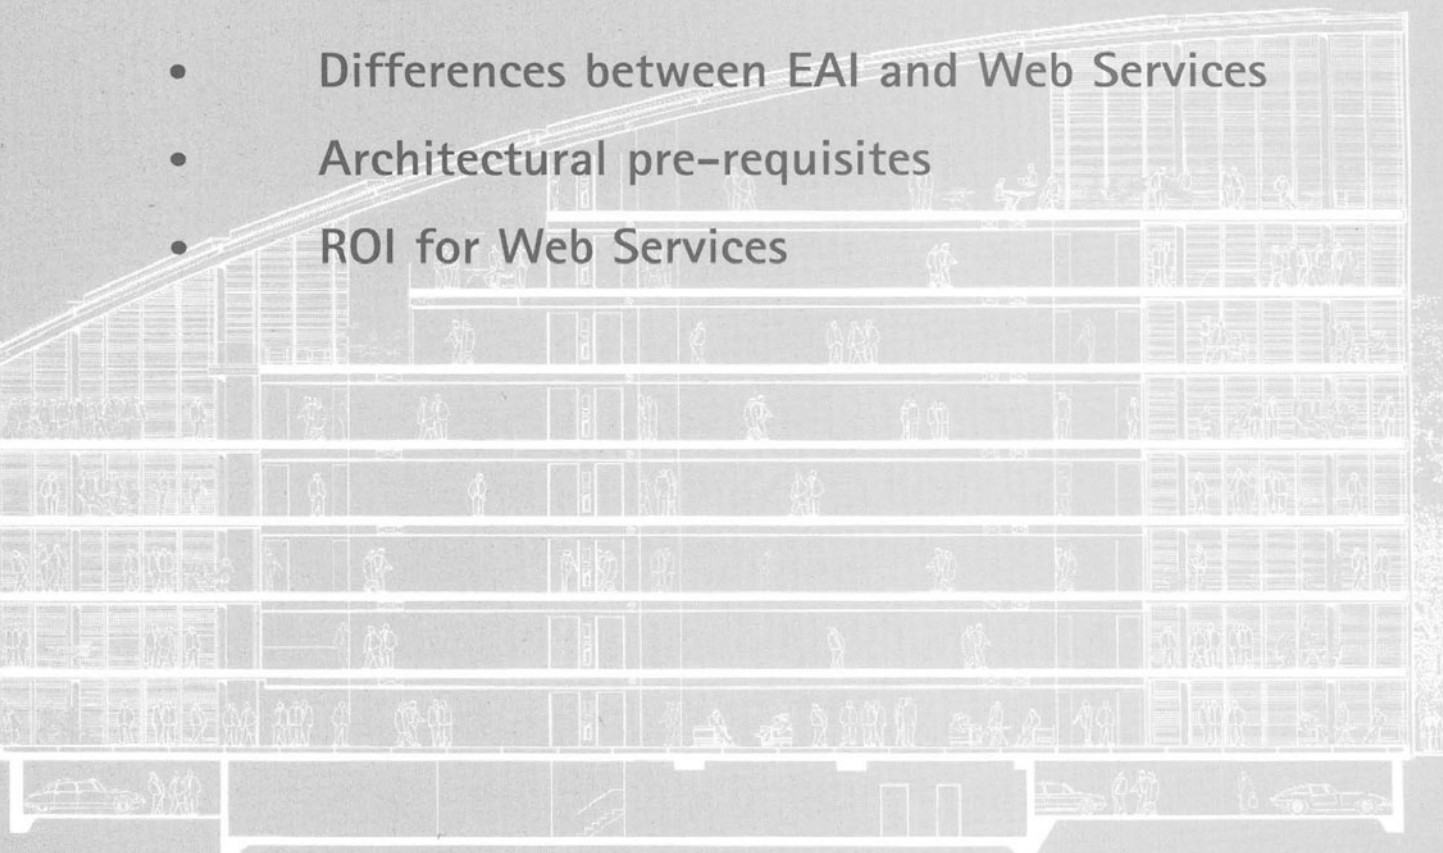 • Differences between EAI and Web Services
• Architectural pre-requisites
• ROI for Web Services